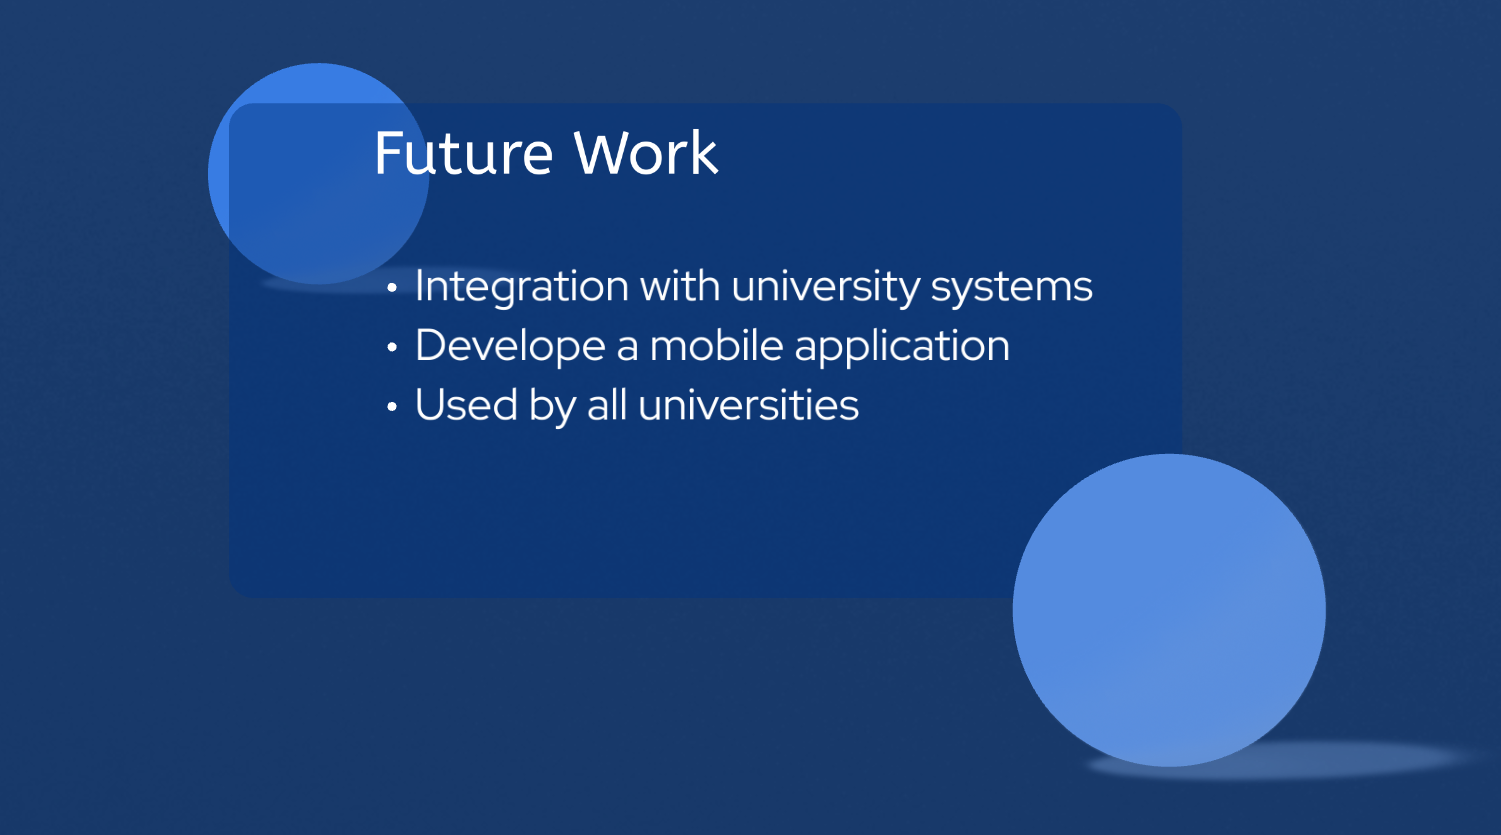 Future Work
• Integration with university systems
• Develope a mobile application
• Used by all universities